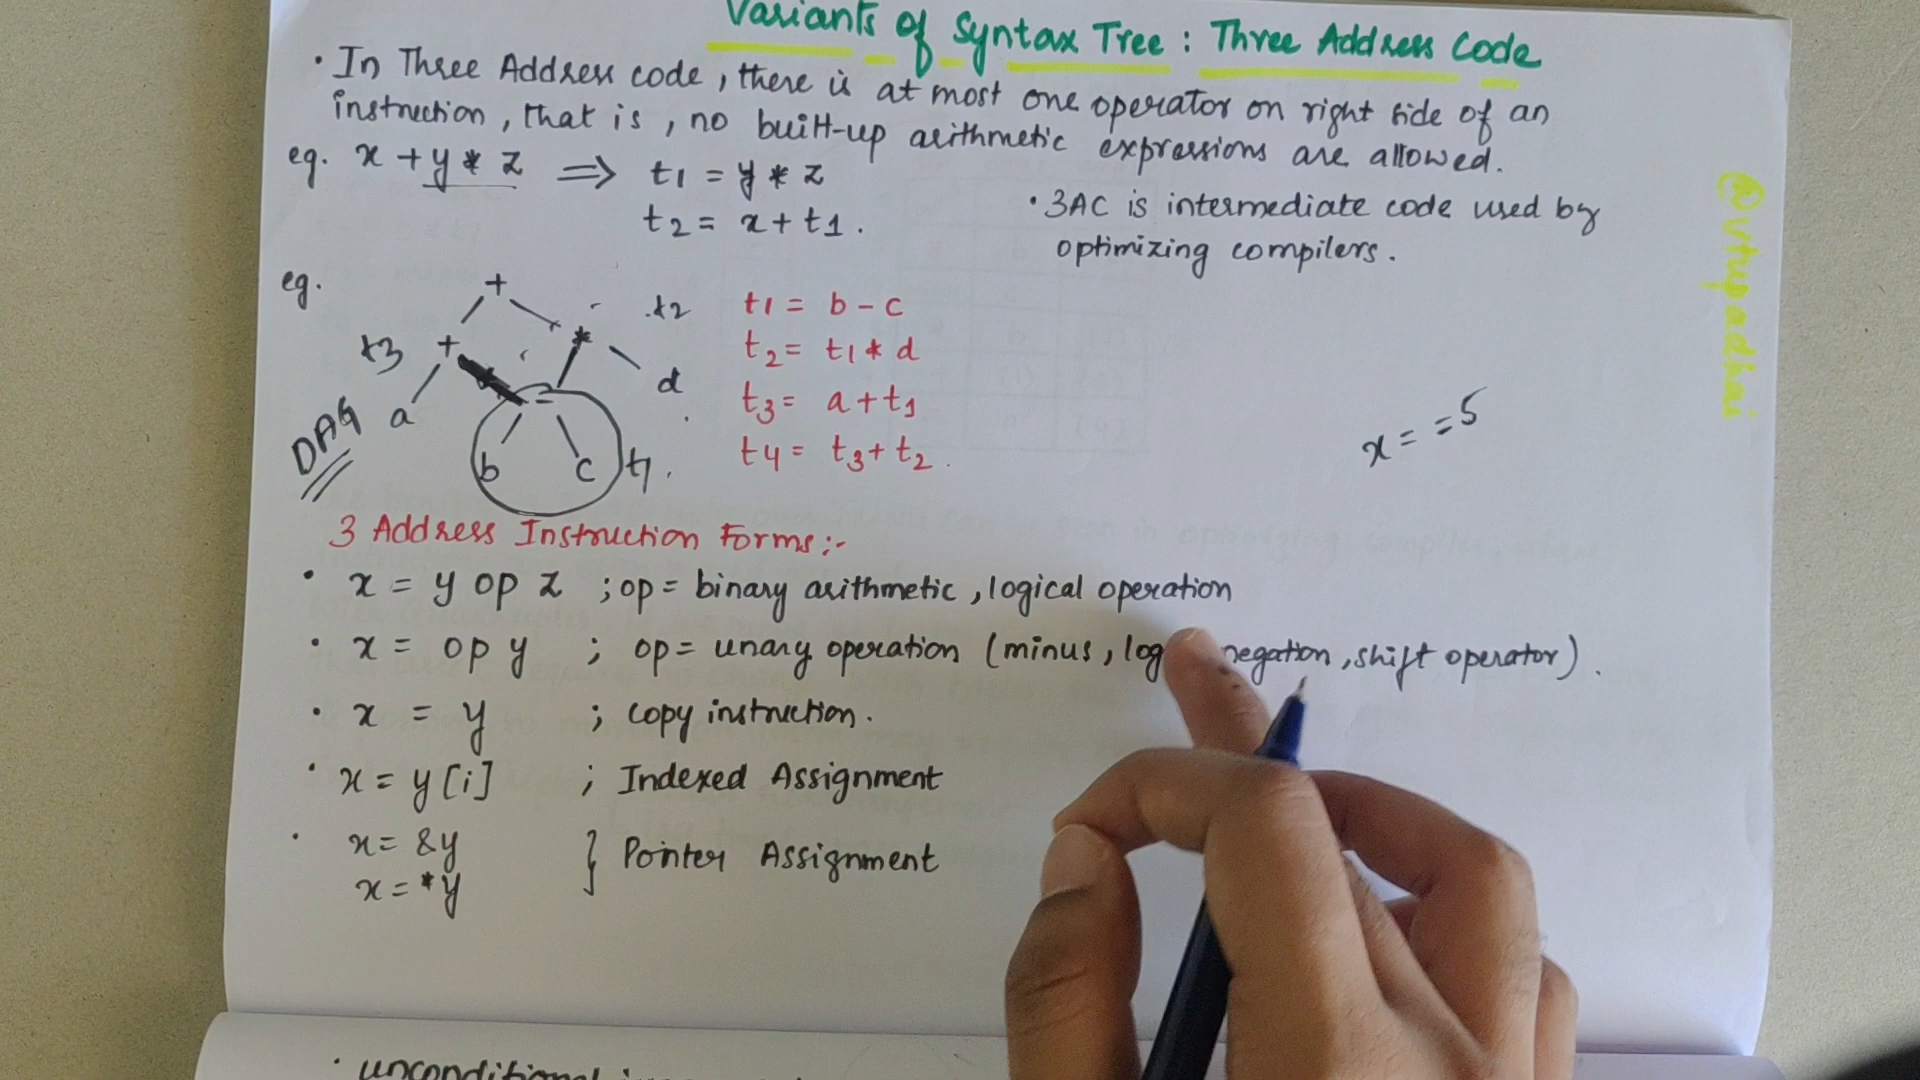 Variants of Syntax Tree : Three Address Code
• In Three Address code, there is at most one operator on right side of an
instruction, that is, no built-up arithmetic expressions are allowed.
eg. x + y * z ⟹ t1 = y * z
t2 = x + t1.
• 3AC is intermediate code used by
optimizing compilers.
@vtupadhai
eg.
+
t3 + * t2
a - d
b c t1.
DAG
t1 = b - c
t2 = t1 * d
t3 = a + t1
t4 = t3 + t2.
x = = 5
3 Address Instruction Forms:-
• x = y op z ; op = binary arithmetic, logical operation
• x = op y ; op = unary operation (minus, log negation, shift operator).
• x = y ; copy instruction.
• x = y [i] ; Indexed Assignment
• x = &y
x = *y } Pointer Assignment
• unconditional